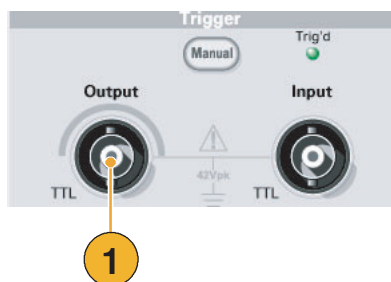 Trigger
Manual
Trig'd
Output
Input
TTL
42Vpk
TTL
1